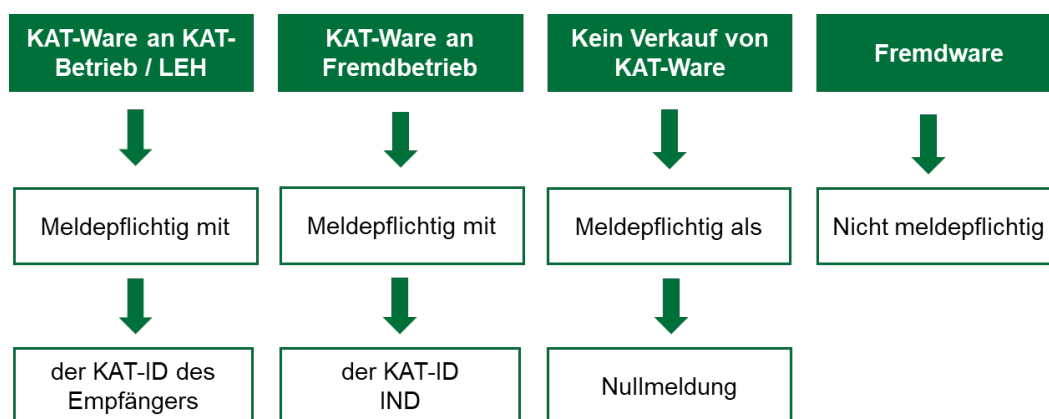 KAT-Ware an KAT-
Betrieb / LEH
KAT-Ware an
Fremdbetrieb
Kein Verkauf von
KAT-Ware
Fremdware
Meldepflichtig mit
Meldepflichtig mit
Meldepflichtig als
Nicht meldepflichtig
der KAT-ID des
Empfängers
der KAT-ID
IND
Nullmeldung